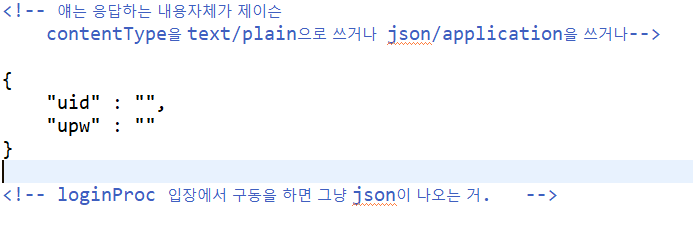 <!-- 얘는 응답하는 내용자체가 제이슨
contentType을 text/plain으로 쓰거나 json/application을 쓰거나-->
{
"uid" : "",
"upw" : ""
}
<!-- loginProc 입장에서 구동을 하면 그냥 json이 나오는 거. -->